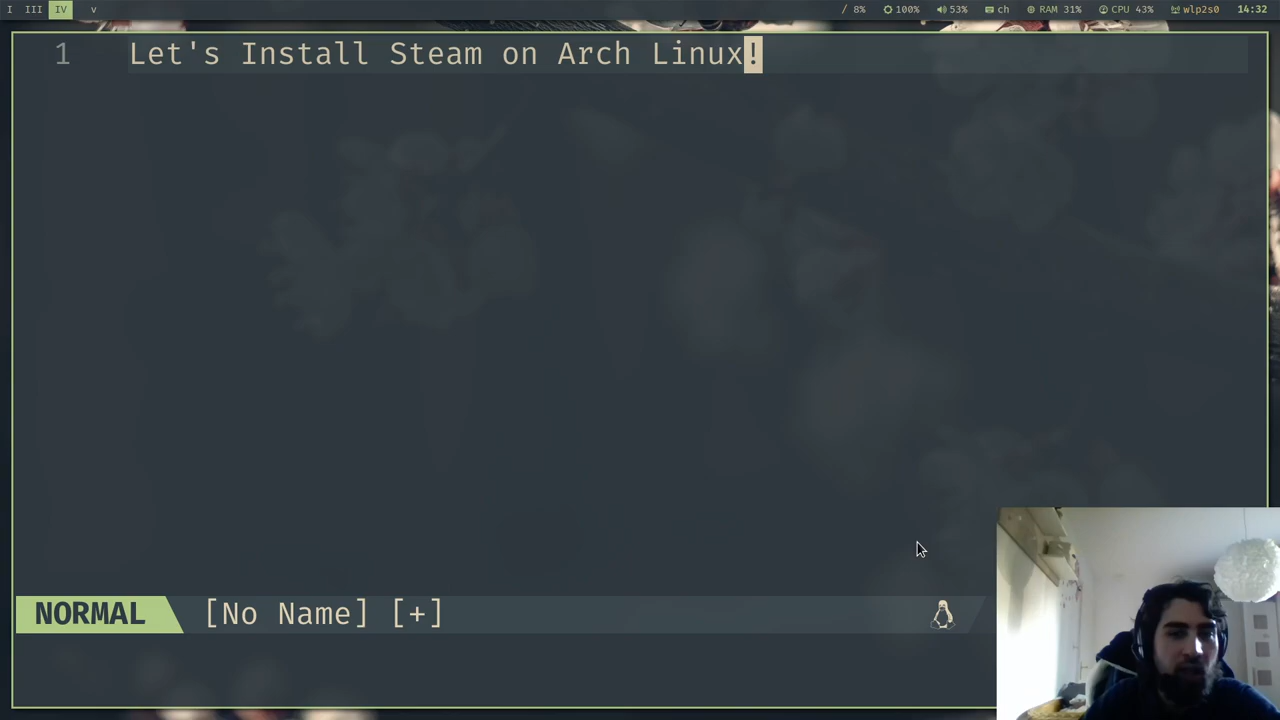 I III IV v / 8% 100% 53% ch RAM 31% CPU 43% wlp2s0 14:32
1 Let's Install Steam on Arch Linux!
NORMAL [No Name] [+]